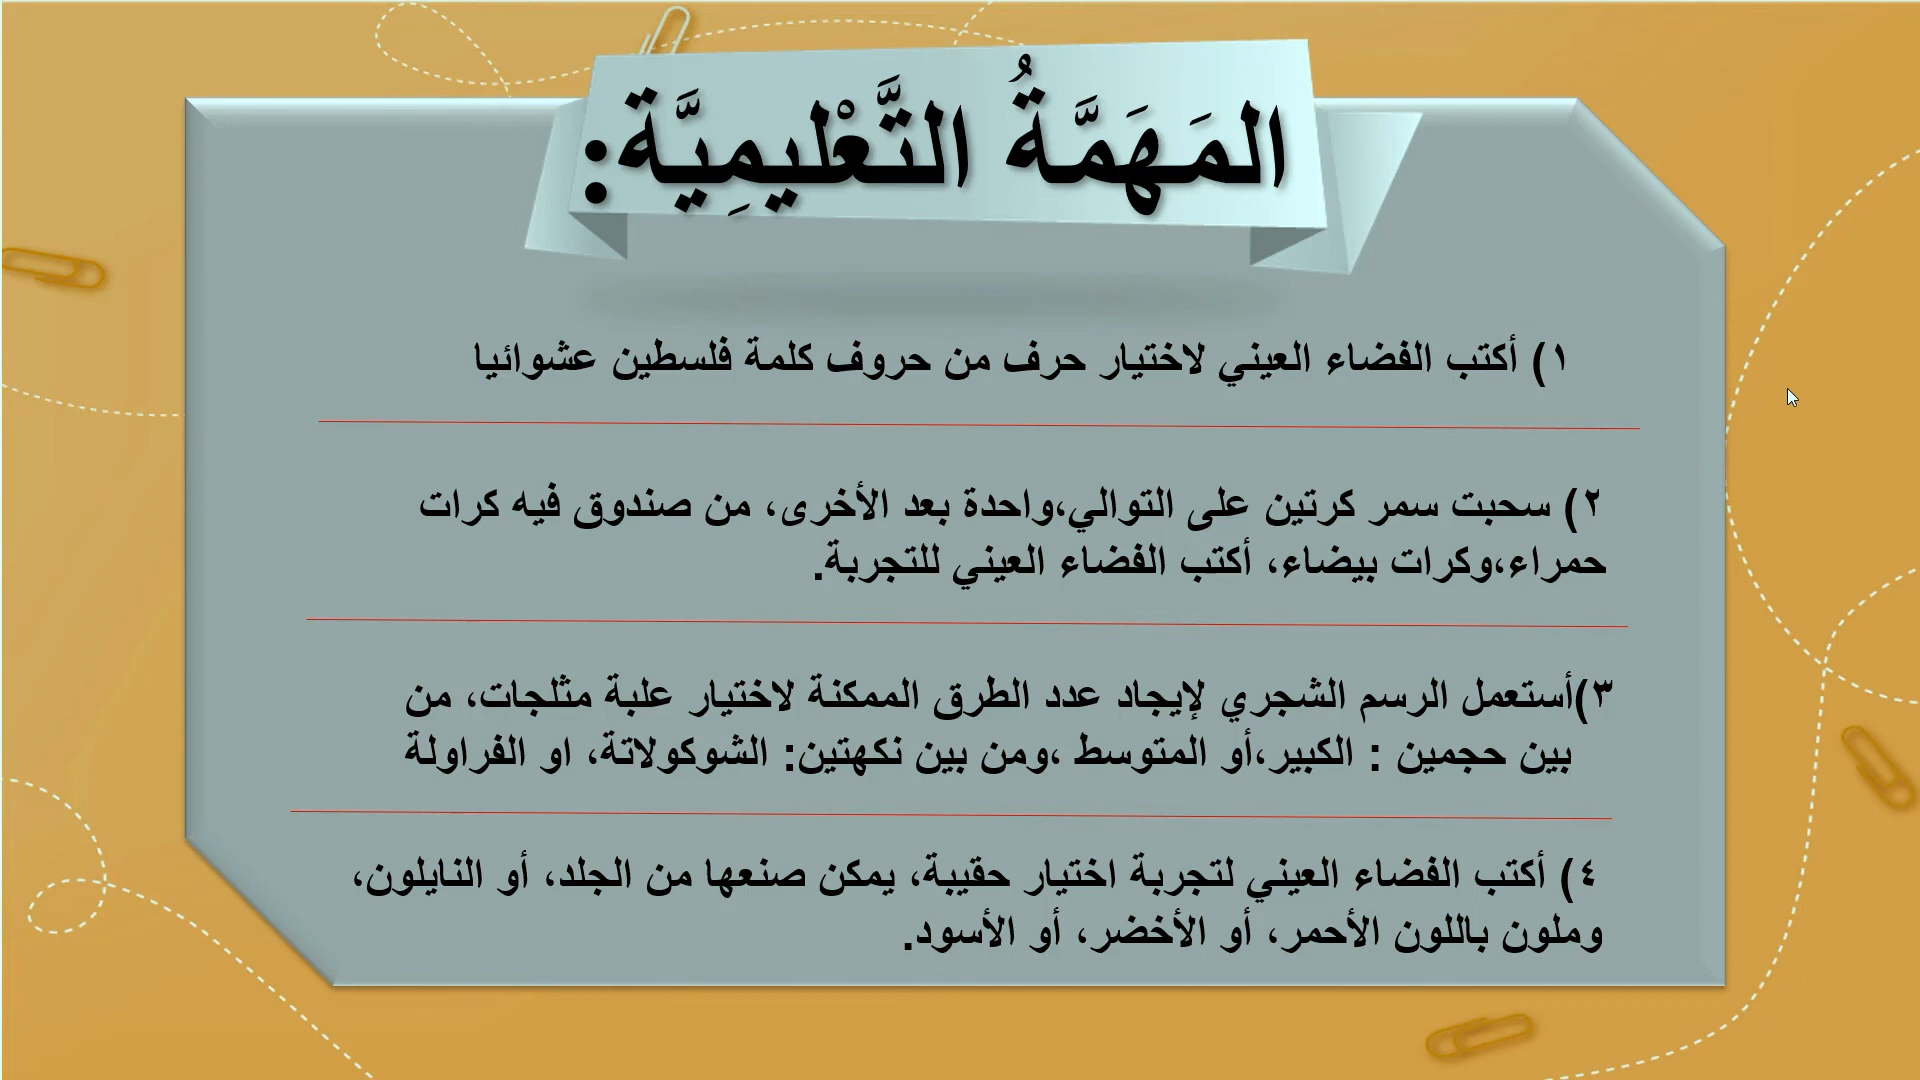 المَهَمَّةُ التَّعْليمِيَّة:
١) أكتب الفضاء العيني لاختيار حرف من حروف كلمة فلسطين عشوائيا
٢) سحبت سمر كرتين على التوالي،واحدة بعد الأخرى، من صندوق فيه كرات
حمراء،وكرات بيضاء، أكتب الفضاء العيني للتجربة.
٣)أستعمل الرسم الشجري لإيجاد عدد الطرق الممكنة لاختيار علبة مثلجات، من
بين حجمين : الكبير،أو المتوسط ،ومن بين نكهتين: الشوكولاتة، او الفراولة
٤) أكتب الفضاء العيني لتجربة اختيار حقيبة، يمكن صنعها من الجلد، أو النايلون،
وملون باللون الأحمر، أو الأخضر، أو الأسود.